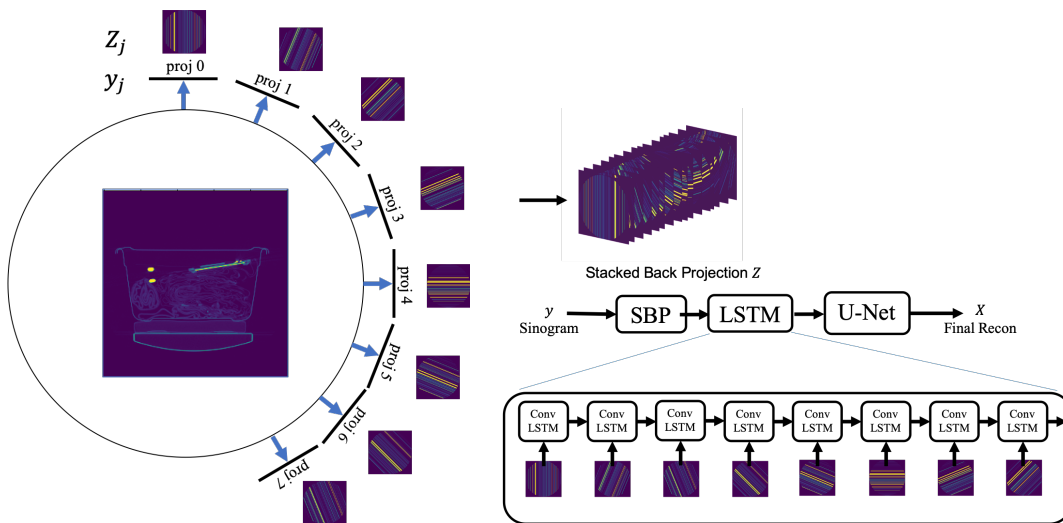 Z_j
y_j
proj 0
proj 1
proj 2
proj 3
proj 4
proj 5
proj 6
proj 7
Stacked Back Projection Z
y
Sinogram
SBP
LSTM
U-Net
X
Final Recon
Conv
LSTM
Conv
LSTM
Conv
LSTM
Conv
LSTM
Conv
LSTM
Conv
LSTM
Conv
LSTM
Conv
LSTM